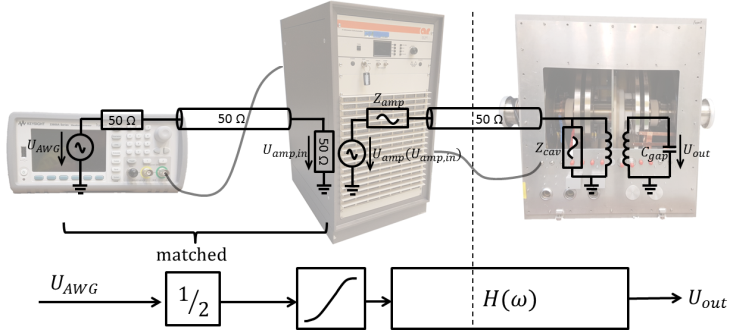 KEYSIGHT
50 Ω
50 Ω
50 Ω
50 Ω
Z_amp
Z_cav
C_gap
U_AWG
U_amp,in
U_amp(U_amp,in)
U_out
matched
U_AWG
1/2
H(ω)
U_out